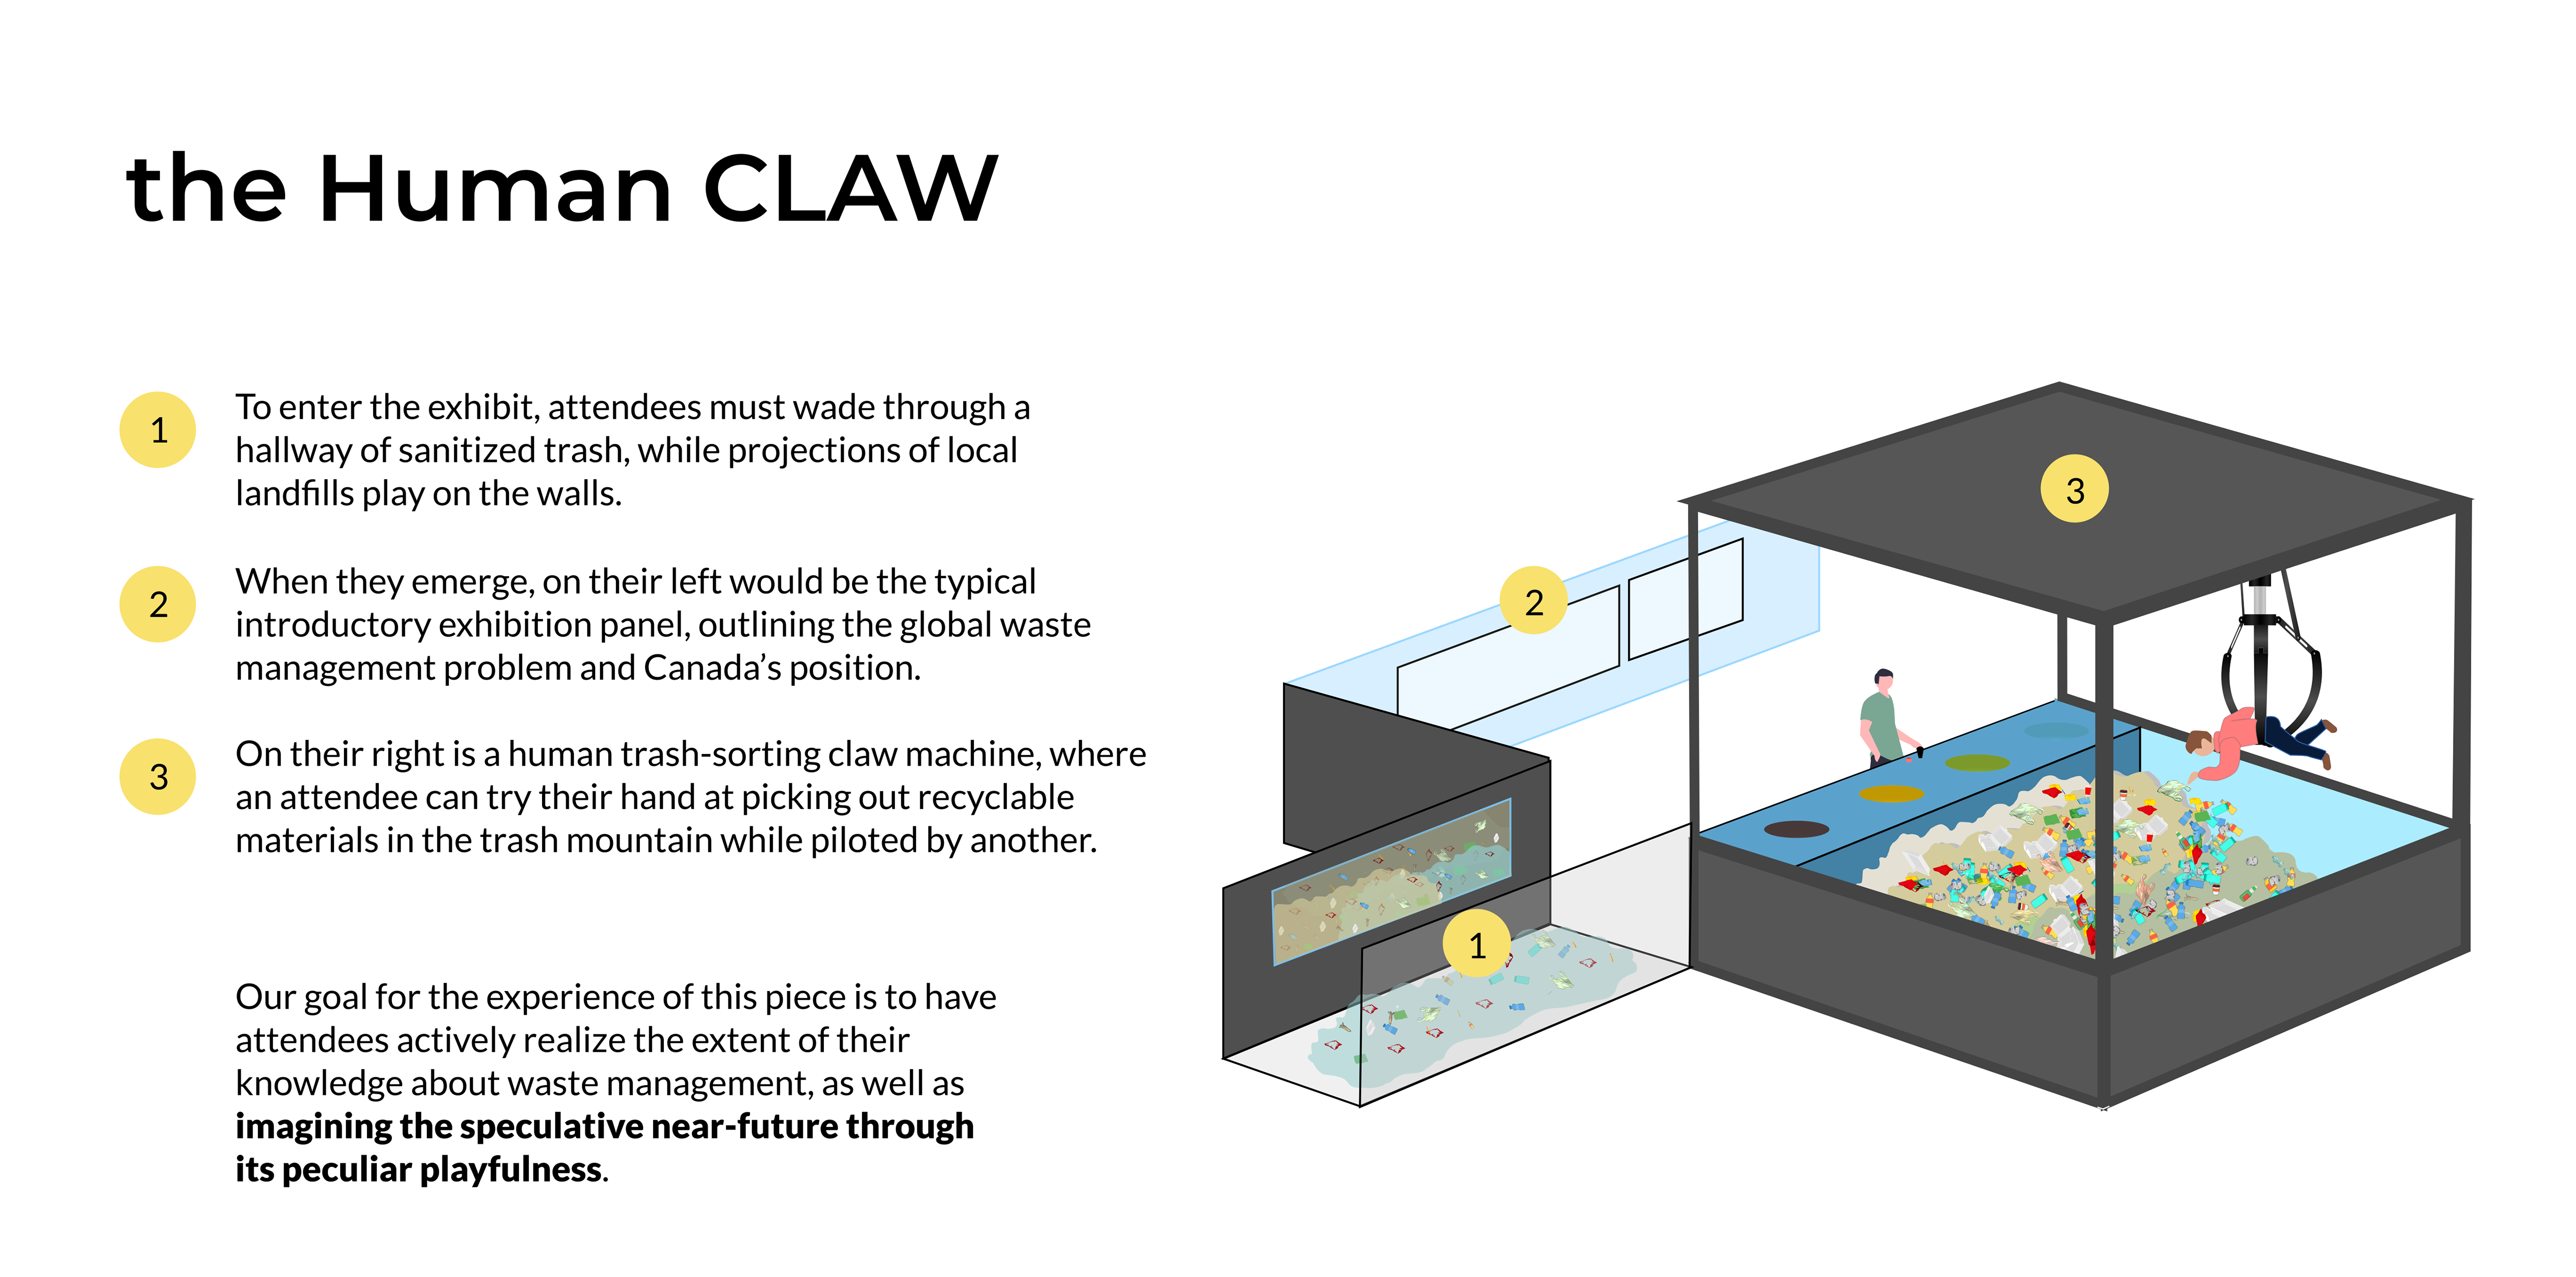 the Human CLAW
1
To enter the exhibit, attendees must wade through a
hallway of sanitized trash, while projections of local
landfills play on the walls.
2
When they emerge, on their left would be the typical
introductory exhibition panel, outlining the global waste
management problem and Canada’s position.
3
On their right is a human trash-sorting claw machine, where
an attendee can try their hand at picking out recyclable
materials in the trash mountain while piloted by another.
Our goal for the experience of this piece is to have
attendees actively realize the extent of their
knowledge about waste management, as well as
imagining the speculative near-future through
its peculiar playfulness.
3
2
1